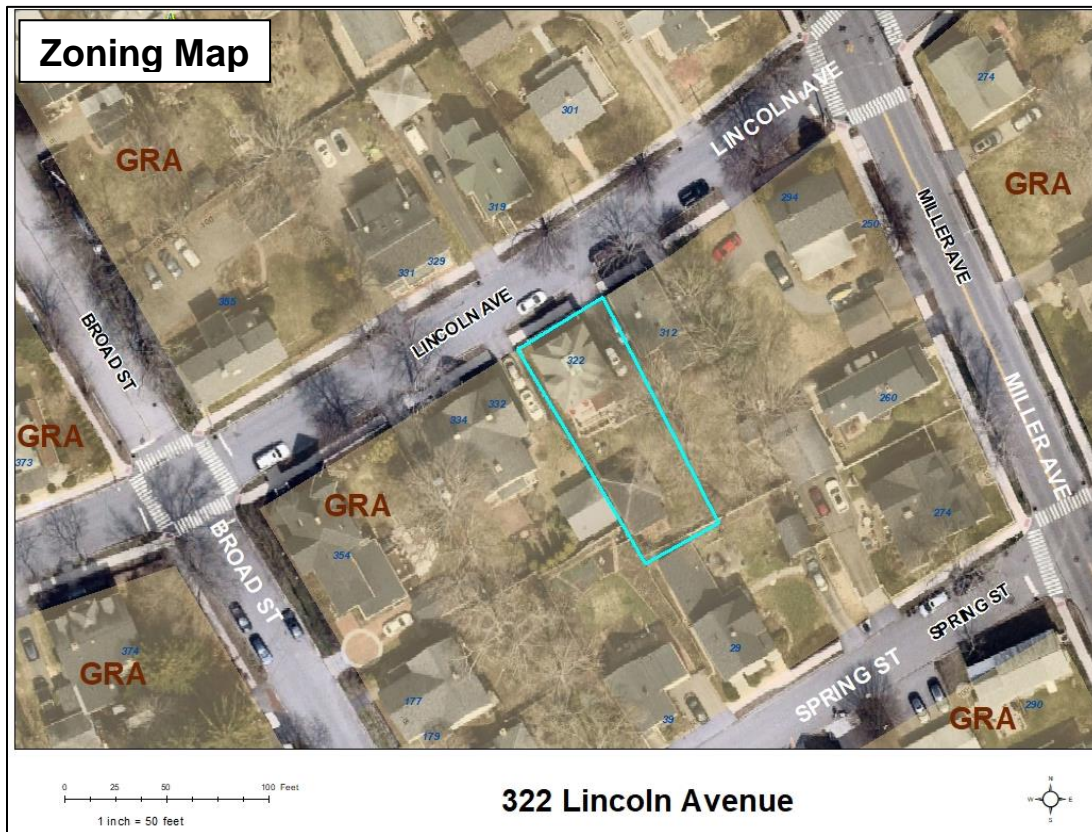 Zoning Map
GRA
GRA
GRA
GRA
GRA
GRA
LINCOLN AVE
LINCOLN AVE
MILLER AVE
MILLER AVE
BROAD ST
BROAD ST
SPRING ST
SPRING ST
274
301
319
294
250
329
331
355
100
312
322
332
334
260
373
354
274
374
29
177
179
39
290
0 25 50 100 Feet
1 inch = 50 feet
322 Lincoln Avenue
N
W E
S